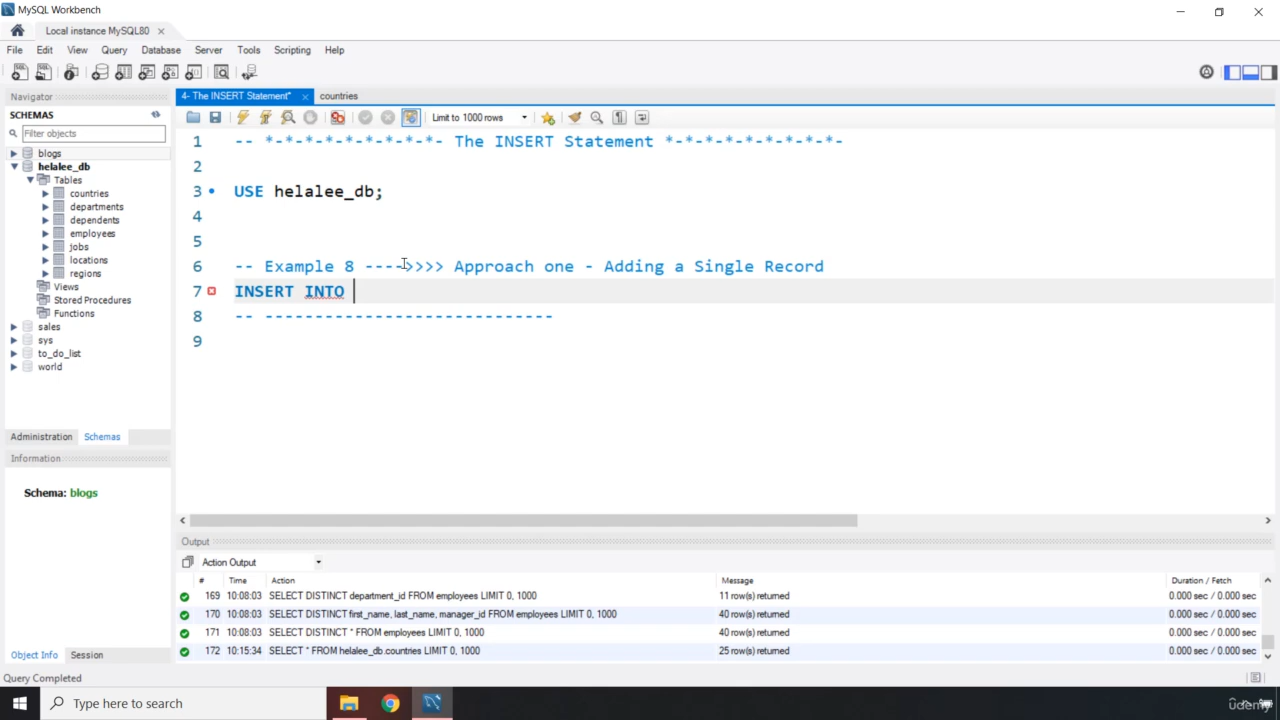 MySQL Workbench
Local instance MySQL80
File Edit View Query Database Server Tools Scripting Help
Navigator
SCHEMAS
Filter objects
blogs
helalee_db
Tables
countries
departments
dependents
employees
jobs
locations
regions
Views
Stored Procedures
Functions
sales
sys
to_do_list
world
Administration Schemas
Information
Schema: blogs
Object Info Session
4- The INSERT Statement* countries
Limit to 1000 rows
1 -- *-*-*-*-*-*-*-*-*- The INSERT Statement *-*-*-*-*-*-*-*-*-
2
3 USE helalee_db;
4
5
6 -- Example 8 ---->>>> Approach one - Adding a Single Record
7 INSERT INTO
8 -- -----------------------------
9
Output
Action Output
# Time Action Message Duration / Fetch
169 10:08:03 SELECT DISTINCT department_id FROM employees LIMIT 0, 1000 11 row(s) returned 0.000 sec / 0.000 sec
170 10:08:03 SELECT DISTINCT first_name, last_name, manager_id FROM employees LIMIT 0, 1000 40 row(s) returned 0.000 sec / 0.000 sec
171 10:08:03 SELECT DISTINCT * FROM employees LIMIT 0, 1000 40 row(s) returned 0.000 sec / 0.000 sec
172 10:15:34 SELECT * FROM helalee_db.countries LIMIT 0, 1000 25 row(s) returned 0.000 sec / 0.000 sec
Query Completed
Type here to search
udemy